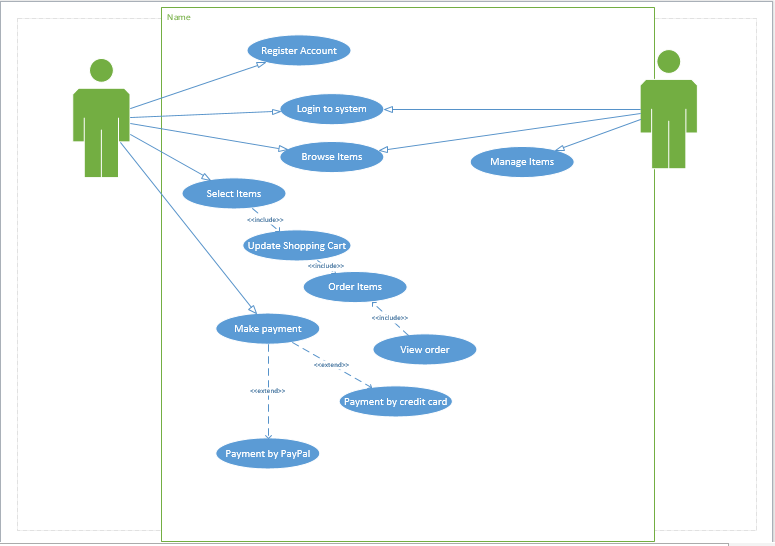 Name
Register Account
Login to system
Browse Items
Manage Items
Select Items
<<include>>
Update Shopping Cart
<<include>>
Order Items
<<include>>
Make payment
View order
<<extend>>
<<extend>>
Payment by credit card
Payment by PayPal